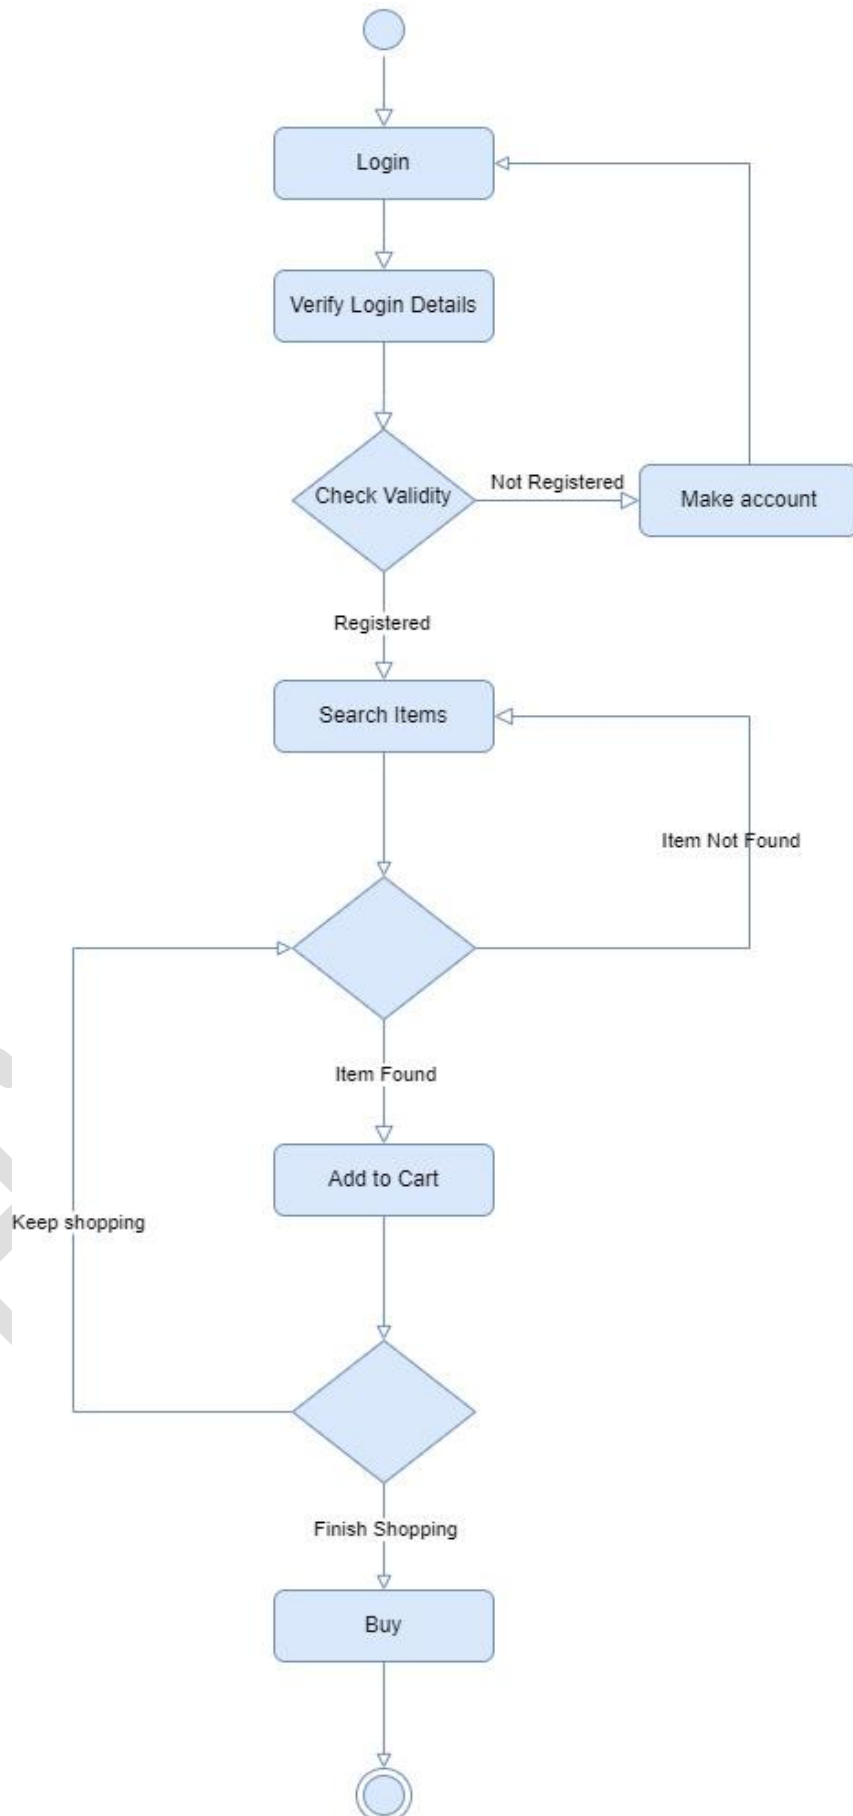 Login
Verify Login Details
Check Validity
Not Registered
Make account
Registered
Search Items
Item Not Found
Item Found
Add to Cart
Keep shopping
Finish Shopping
Buy